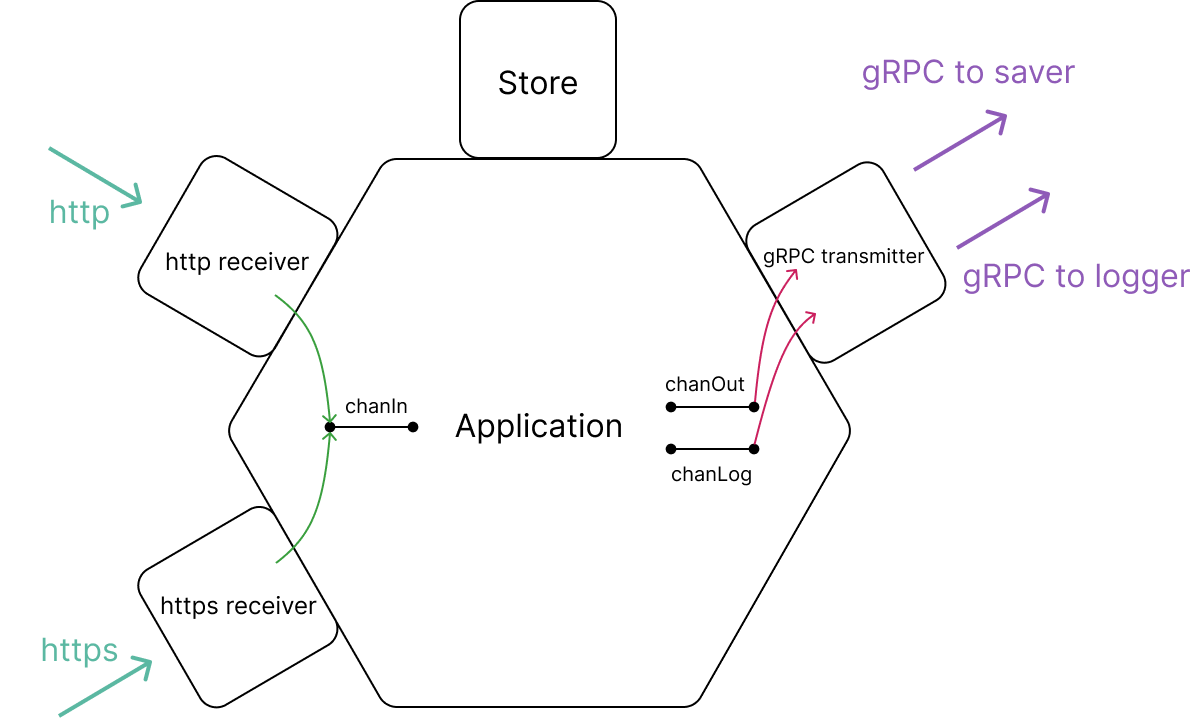 Store
gRPC to saver
http
http receiver
gRPC transmitter
gRPC to logger
chanIn
chanOut
Application
chanLog
https receiver
https